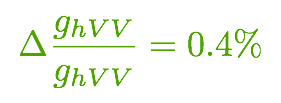 Δ g_{hVV} / g_{hVV} = 0.4%